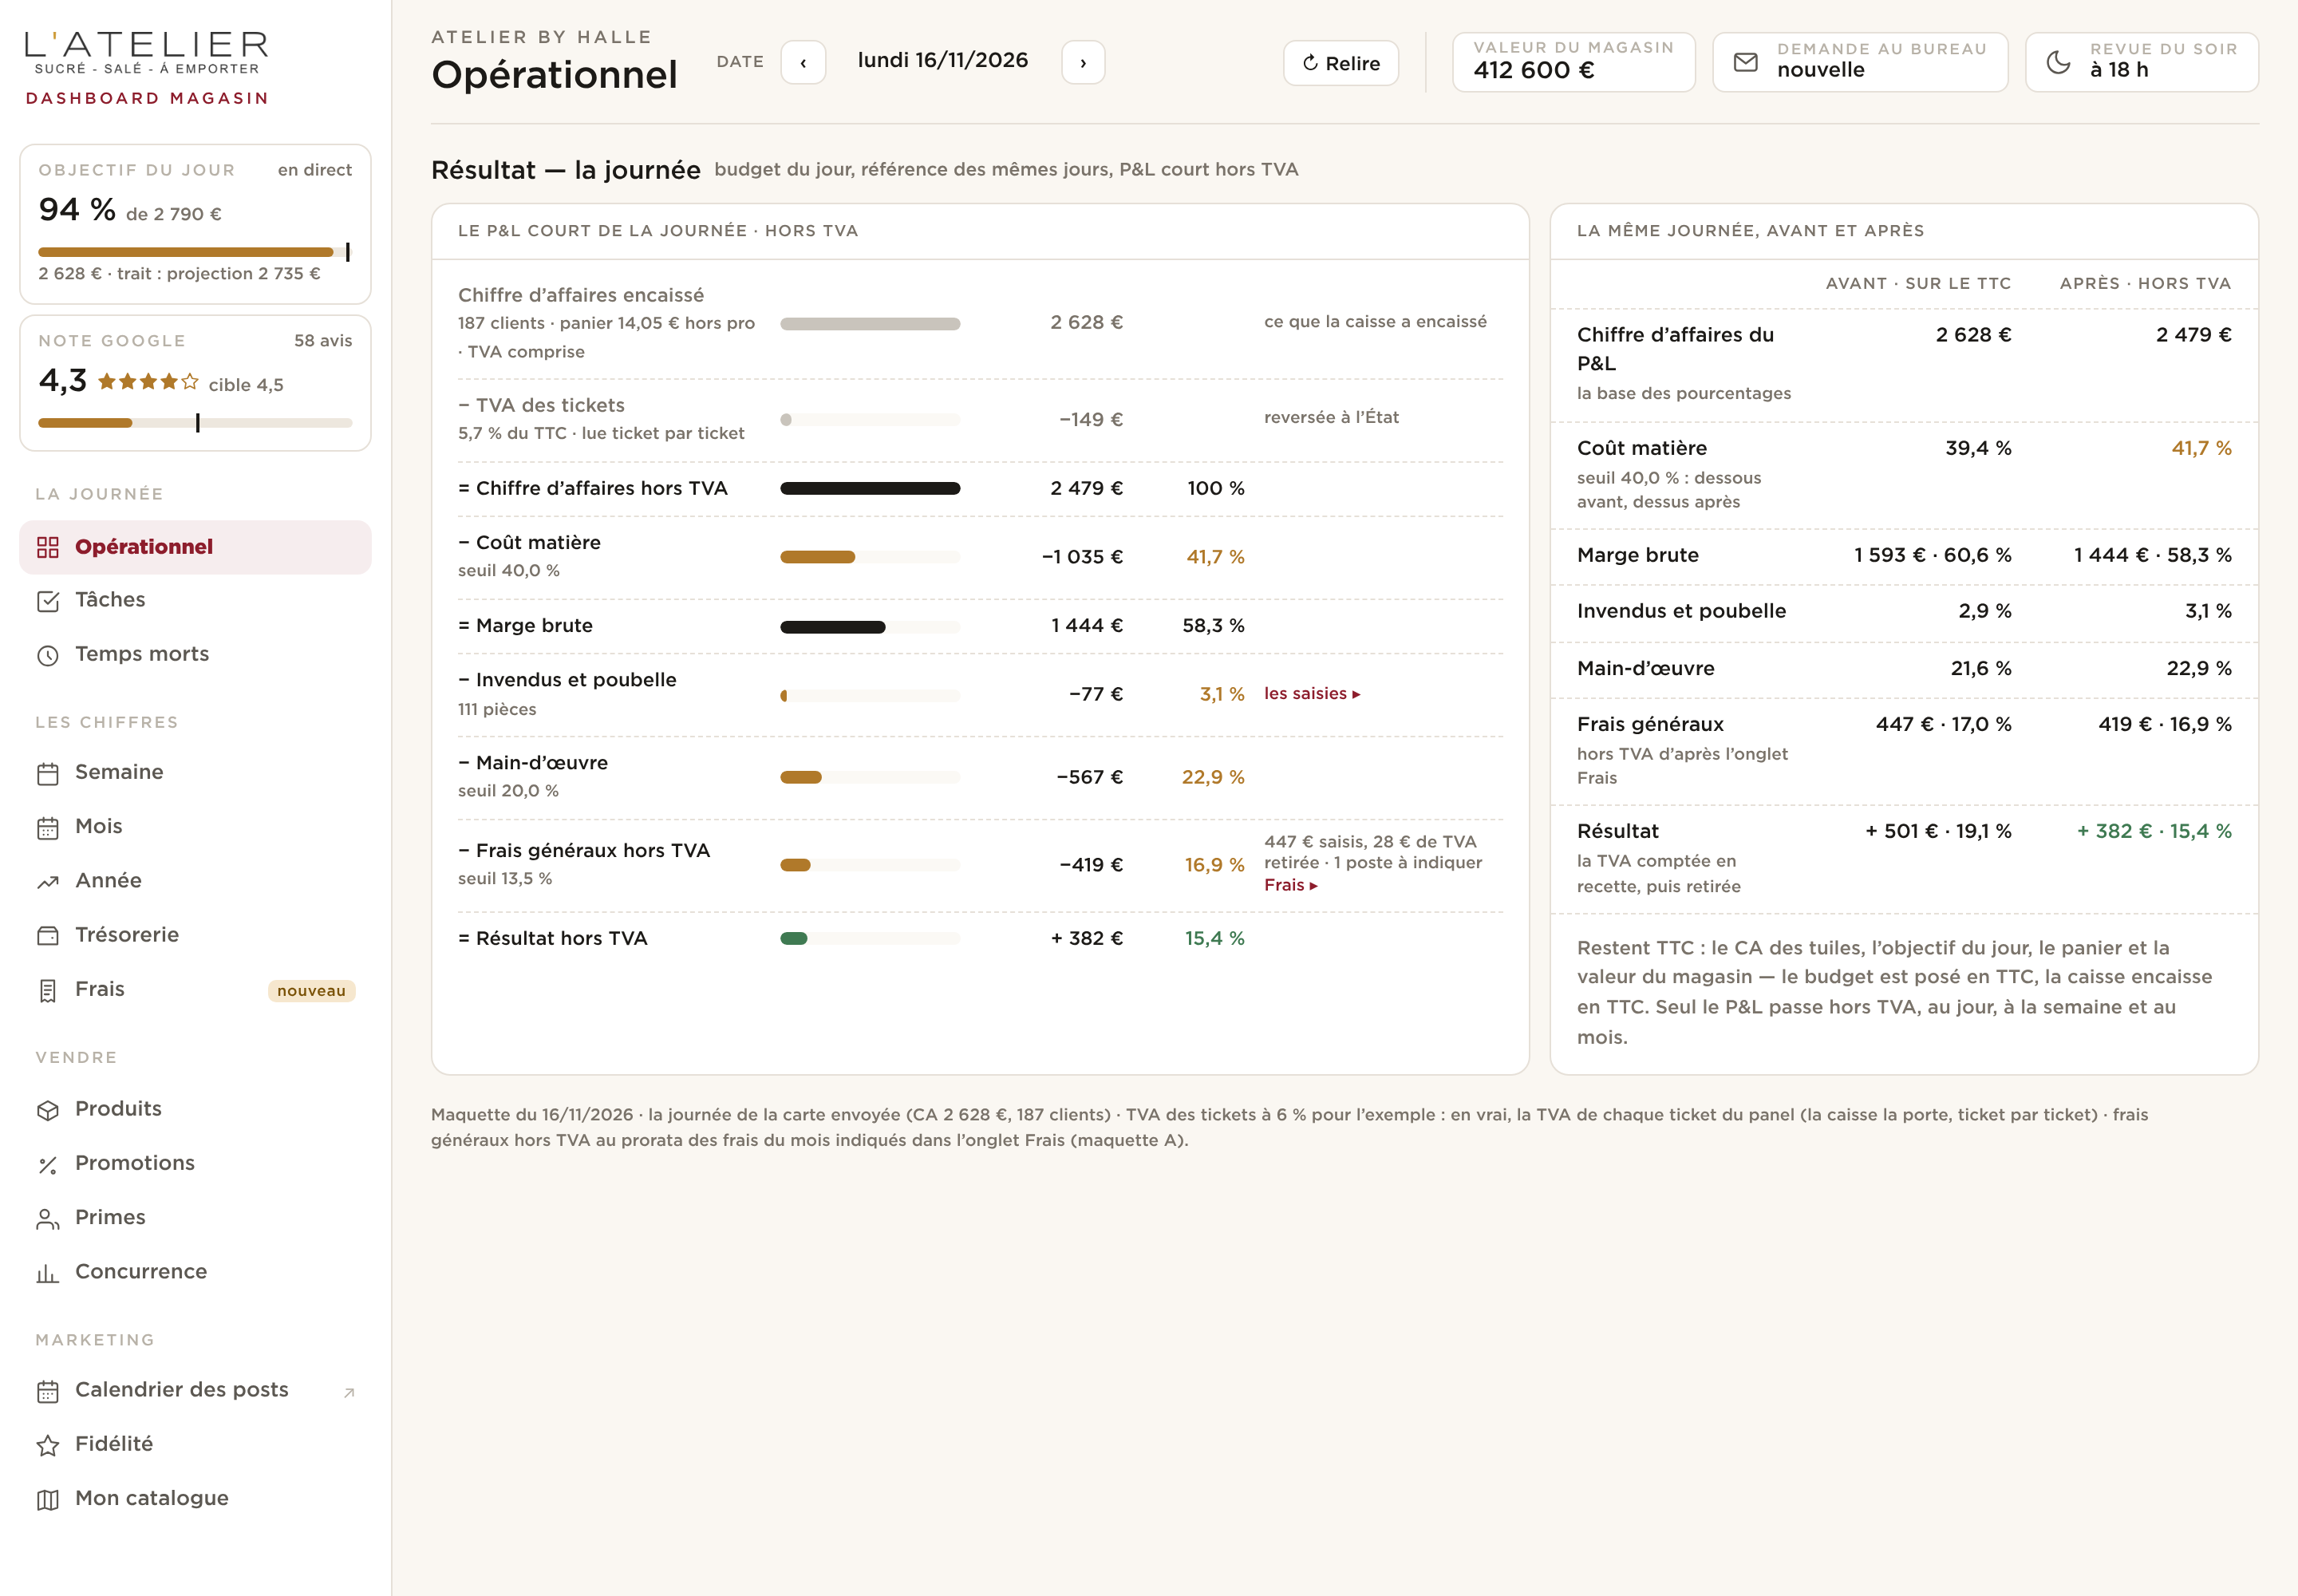 L'ATELIER
SUCRÉ - SALÉ - À EMPORTER
DASHBOARD MAGASIN
OBJECTIF DU JOUR en direct
94 % de 2 790 €
2 628 € · trait : projection 2 735 €
NOTE GOOGLE 58 avis
4,3 ★★★★☆ cible 4,5
LA JOURNÉE
Opérationnel
Tâches
Temps morts
LES CHIFFRES
Semaine
Mois
Année
Trésorerie
Frais nouveau
VENDRE
Produits
Promotions
Primes
Concurrence
MARKETING
Calendrier des posts
Fidélité
Mon catalogue
ATELIER BY HALLE
Opérationnel
DATE ‹ lundi 16/11/2026 ›
↻ Relire
VALEUR DU MAGASIN
412 600 €
DEMANDE AU BUREAU
nouvelle
REVUE DU SOIR
à 18 h
Résultat — la journée budget du jour, référence des mêmes jours, P&L court hors TVA
LE P&L COURT DE LA JOURNÉE · HORS TVA
Chiffre d’affaires encaissé
187 clients · panier 14,05 € hors pro
· TVA comprise
2 628 € ce que la caisse a encaissé
− TVA des tickets
5,7 % du TTC · lue ticket par ticket
−149 € reversée à l’État
= Chiffre d’affaires hors TVA 2 479 € 100 %
− Coût matière
seuil 40,0 %
−1 035 € 41,7 %
= Marge brute 1 444 € 58,3 %
− Invendus et poubelle
111 pièces
−77 € 3,1 % les saisies ▸
− Main-d’œuvre
seuil 20,0 %
−567 € 22,9 %
− Frais généraux hors TVA
seuil 13,5 %
−419 € 16,9 %
447 € saisis, 28 € de TVA
retirée · 1 poste à indiquer
Frais ▸
= Résultat hors TVA + 382 € 15,4 %
LA MÊME JOURNÉE, AVANT ET APRÈS
AVANT · SUR LE TTC APRÈS · HORS TVA
Chiffre d’affaires du 2 628 € 2 479 €
P&L
la base des pourcentages
Coût matière 39,4 % 41,7 %
seuil 40,0 % : dessous
avant, dessus après
Marge brute 1 593 € · 60,6 % 1 444 € · 58,3 %
Invendus et poubelle 2,9 % 3,1 %
Main-d’œuvre 21,6 % 22,9 %
Frais généraux 447 € · 17,0 % 419 € · 16,9 %
hors TVA d’après l’onglet
Frais
Résultat + 501 € · 19,1 % + 382 € · 15,4 %
la TVA comptée en
recette, puis retirée
Restent TTC : le CA des tuiles, l’objectif du jour, le panier et la
valeur du magasin — le budget est posé en TTC, la caisse encaisse
en TTC. Seul le P&L passe hors TVA, au jour, à la semaine et au
mois.
Maquette du 16/11/2026 · la journée de la carte envoyée (CA 2 628 €, 187 clients) · TVA des tickets à 6 % pour l’exemple : en vrai, la TVA de chaque ticket du panel (la caisse la porte, ticket par ticket) · frais
généraux hors TVA au prorata des frais du mois indiqués dans l’onglet Frais (maquette A).